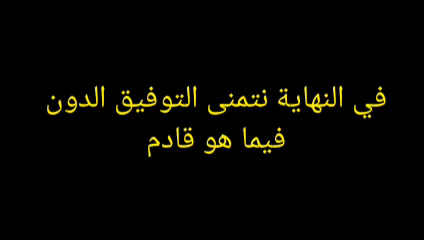 في النهاية نتمنى التوفيق الدون
فيما هو قادم